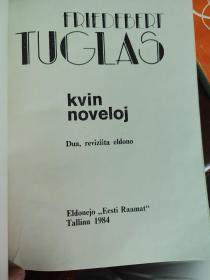 FRIEDEBERT
TUGLAS
kvin
noveloj
Dua, reviziita eldono
Eldonejo „Eesti Raamat“
Tallinn 1984